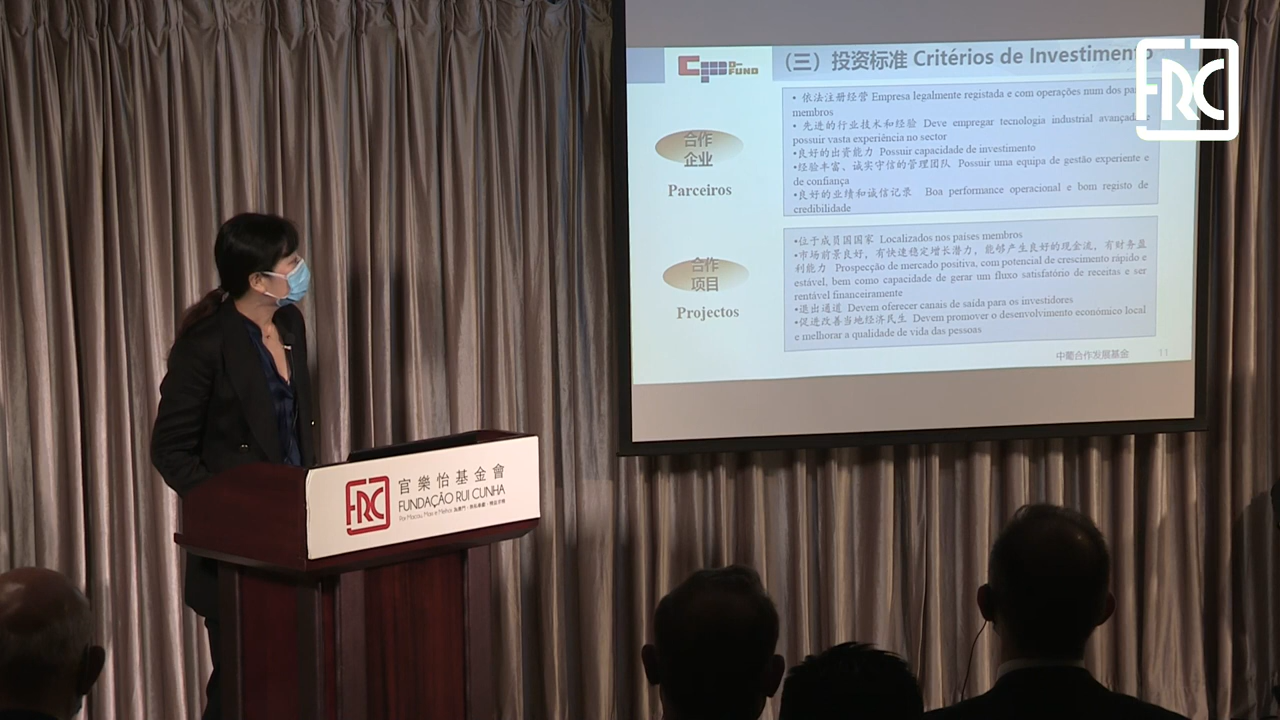 CPD-FUND
（三）投资标准 Critérios de Investimento
FRC
合作
企业
Parceiros
• 依法注册经营 Empresa legalmente registada e com operações num dos
membros
• 先进的行业技术和经验 Deve empregar tecnologia industrial
possuir vasta experiência no sector
•良好的出资能力 Possuir capacidade de investimento
•经验丰富、诚实守信的管理团队 Possuir uma equipa de gestão experiente e
de confiança
•良好的业绩和诚信记录 Boa performance operacional e bom registo de
credibilidade
合作
项目
Projectos
•位于成员国国家 Localizados nos países membros
•市场前景良好，有快速稳定增长潜力，能够产生良好的现金流，有财务盈
利能力 Prospecção de mercado positiva, com potencial de crescimento rápido e
estável, bem como capacidade de gerar um fluxo satisfatório de receitas e ser
rentável financeiramente
•退出通道 Devem oferecer canais de saída para os investidores
•促进改善当地经济民生 Devem promover o desenvolvimento económico local
e melhorar a qualidade de vida das pessoas
中葡合作发展基金 11
FRC
官樂怡基金會
FUNDAÇÃO RUI CUNHA
Por Macau, Mais e Melhor